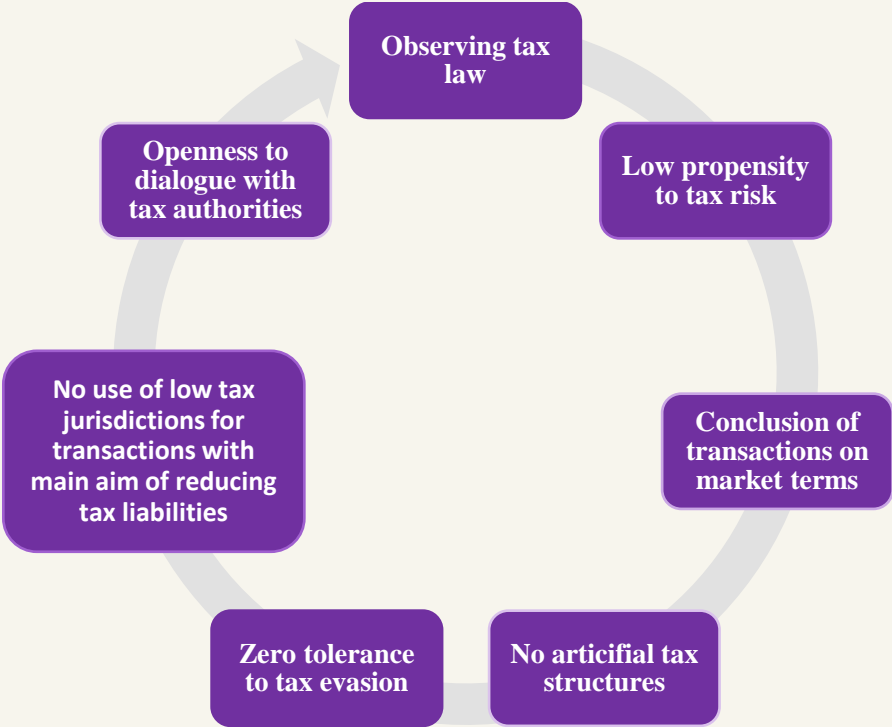 Observing tax
law
Low propensity
to tax risk
Conclusion of
transactions on
market terms
No articifial tax
structures
Zero tolerance
to tax evasion
No use of low tax
jurisdictions for
transactions with
main aim of reducing
tax liabilities
Openness to
dialogue with
tax authorities